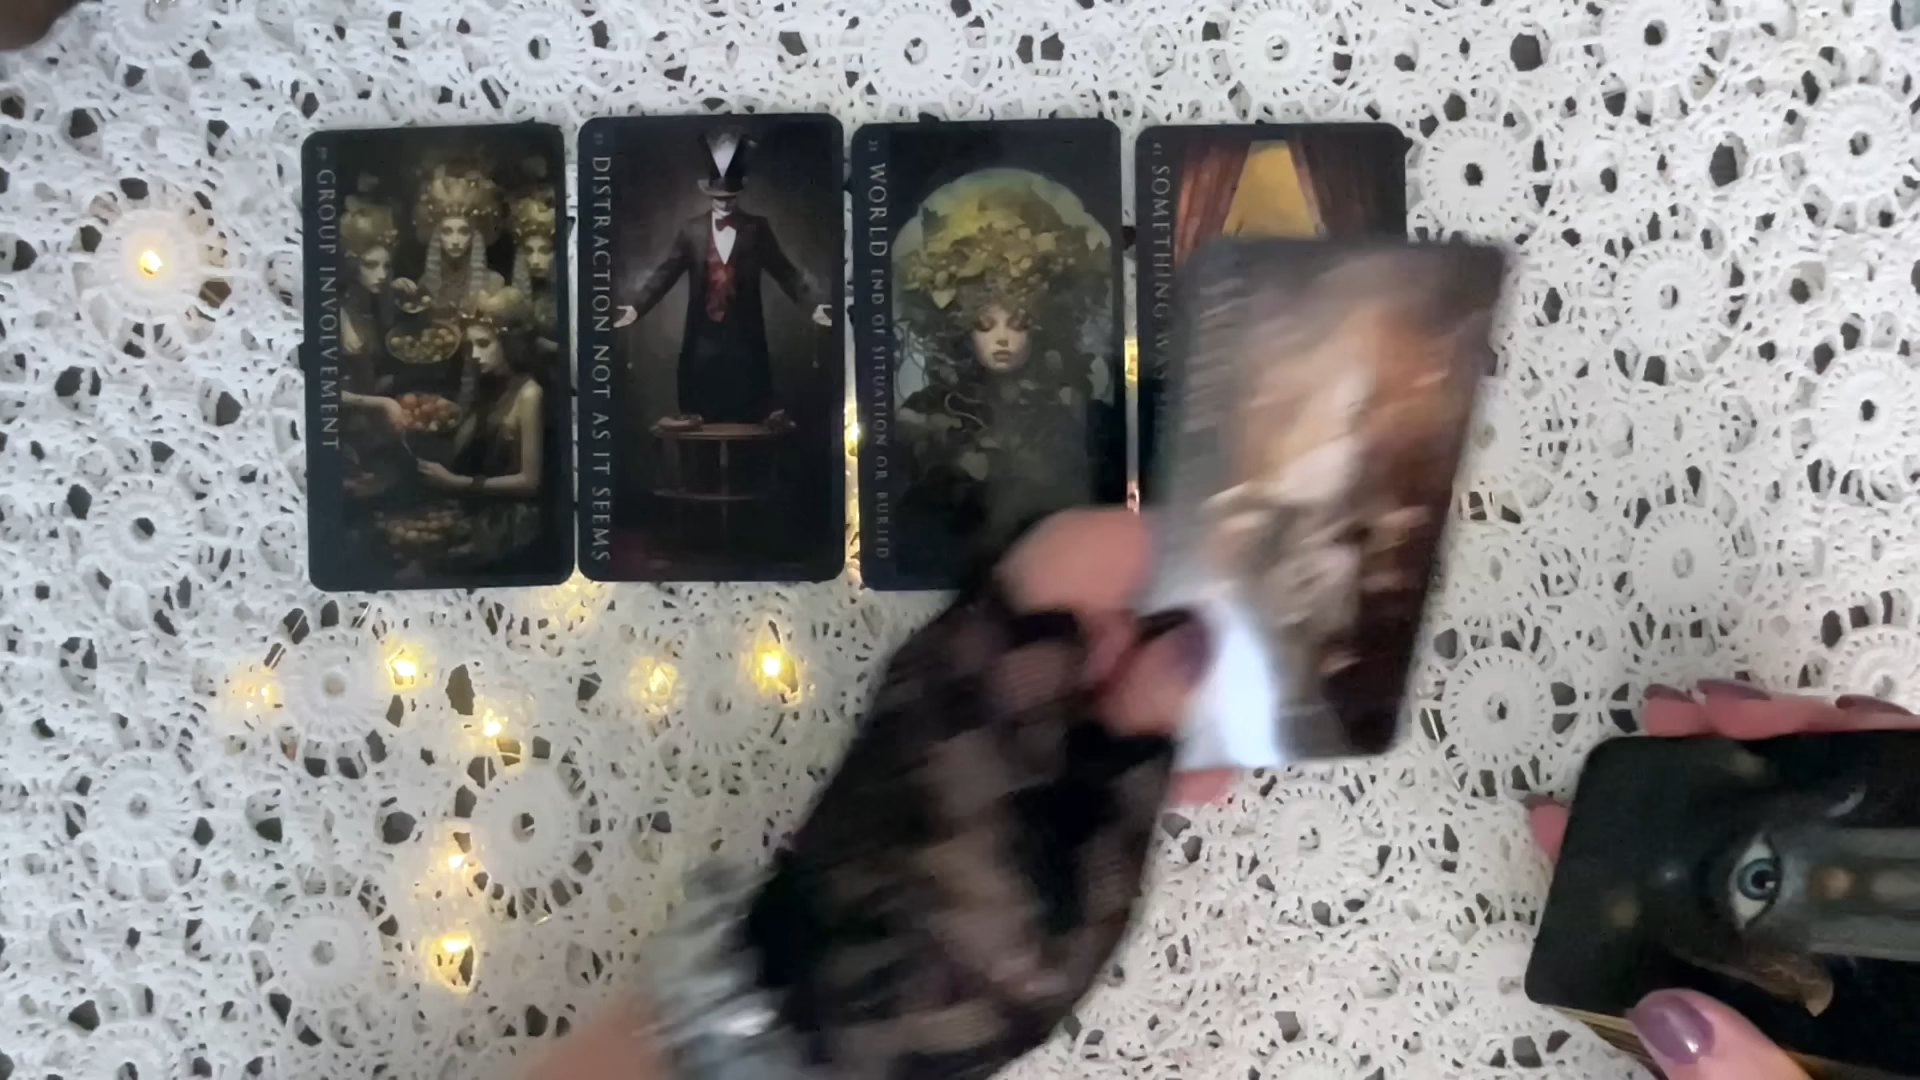 GROUP INVOLVEMENT
DISTRACTION NOT AS IT SEEMS
WORLD END OF SITUATION OR BURIED
SOMETHING